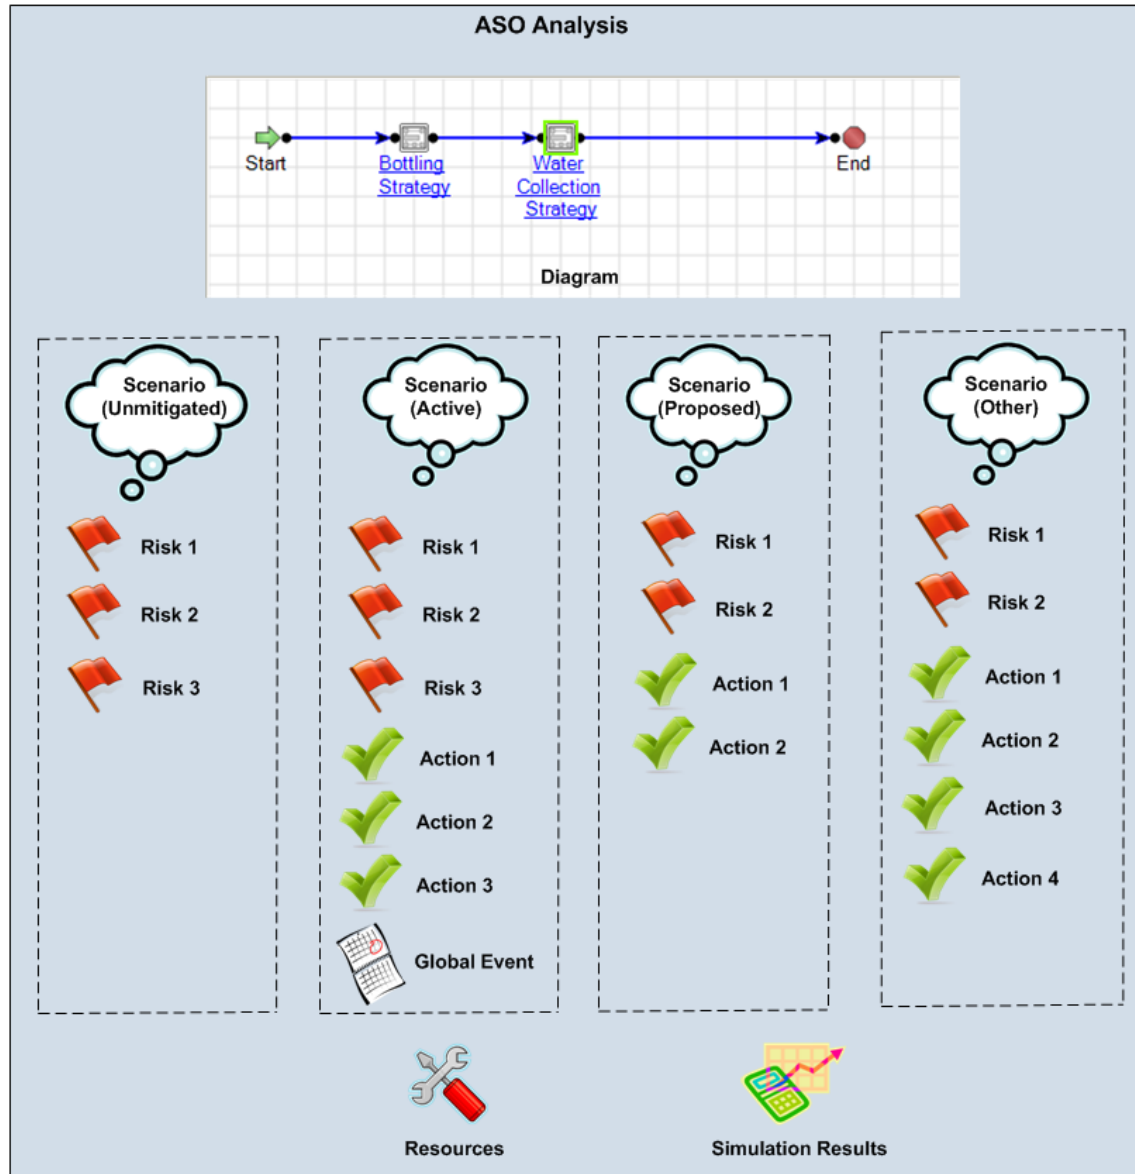 ASO Analysis
Start
Bottling
Strategy
Water
Collection
Strategy
End
Diagram
Scenario
(Unmitigated)
Risk 1
Risk 2
Risk 3
Scenario
(Active)
Risk 1
Risk 2
Risk 3
Action 1
Action 2
Action 3
Global Event
Scenario
(Proposed)
Risk 1
Risk 2
Action 1
Action 2
Scenario
(Other)
Risk 1
Risk 2
Action 1
Action 2
Action 3
Action 4
Resources
Simulation Results